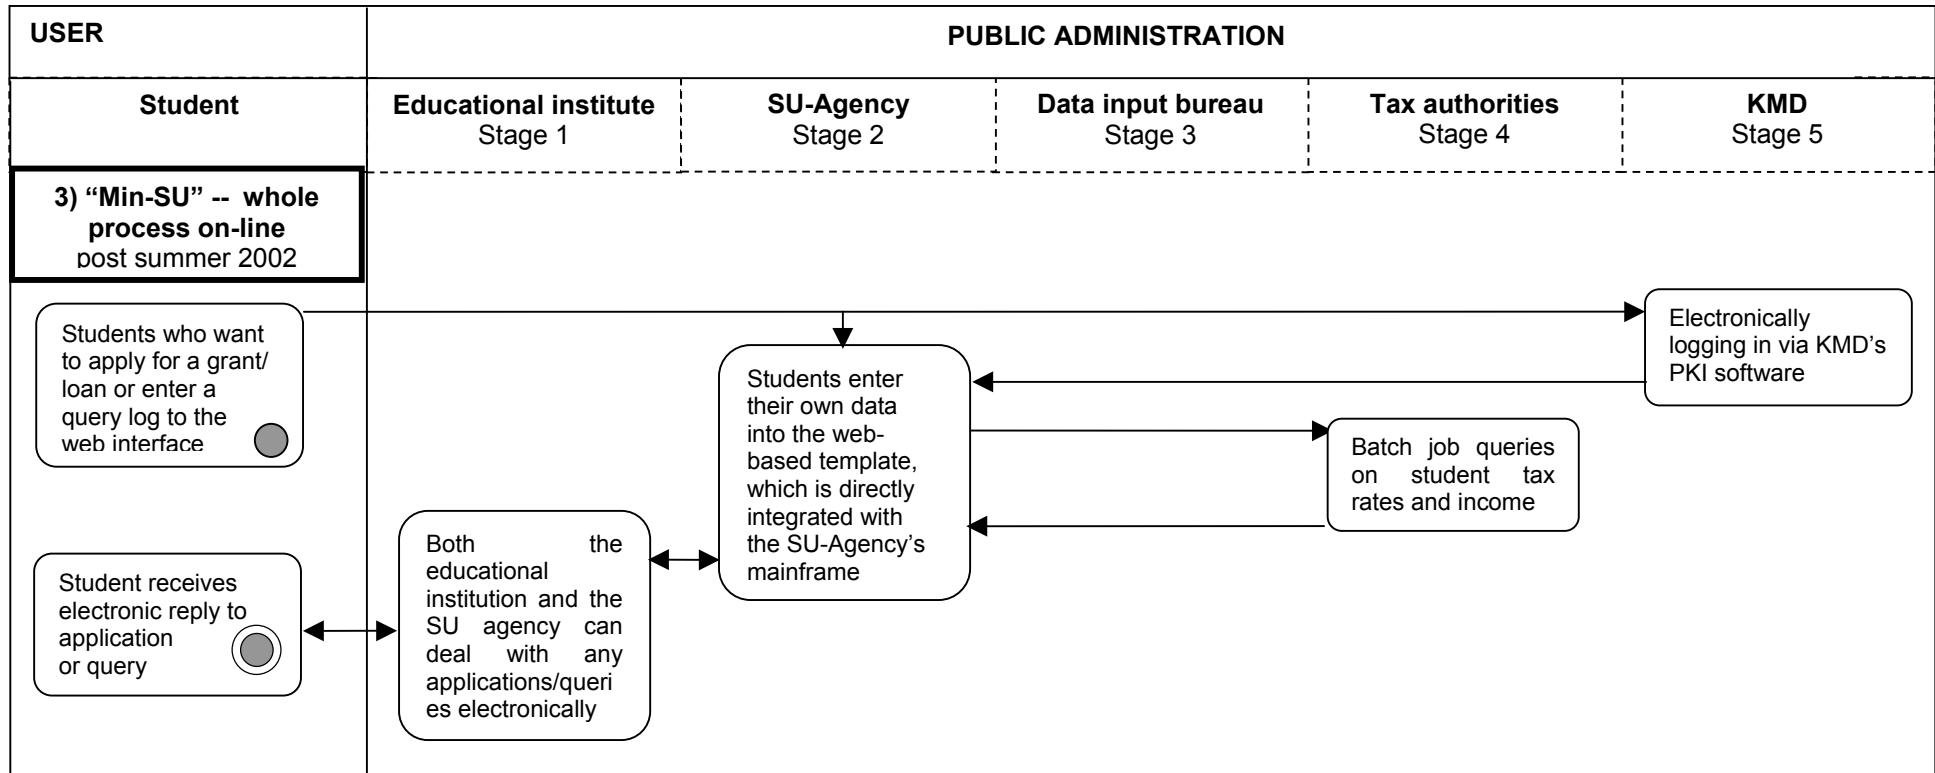 USER
PUBLIC ADMINISTRATION
Student
Educational institute
Stage 1
SU-Agency
Stage 2
Data input bureau
Stage 3
Tax authorities
Stage 4
KMD
Stage 5
3) “Min-SU” -- whole
process on-line
post summer 2002
Students who want
to apply for a grant/
loan or enter a
query log to the
web interface
Electronically
logging in via KMD’s
PKI software
Students enter
their own data
into the web-
based template,
which is directly
integrated with
the SU-Agency’s
mainframe
Batch job queries
on student tax
rates and income
Both the
educational
institution and the
SU agency can
deal with any
applications/queri
es electronically
Student receives
electronic reply to
application
or query